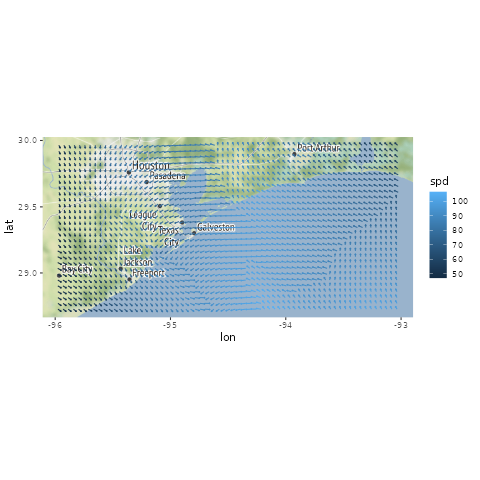 30.0
29.5
29.0
lat
Port Arthur
Houston
Pasadena
League
City
Texas
City
Galveston
Lake
Jackson
Bay City
Freeport
-96
-95
-94
-93
lon
spd
100
90
80
70
60
50